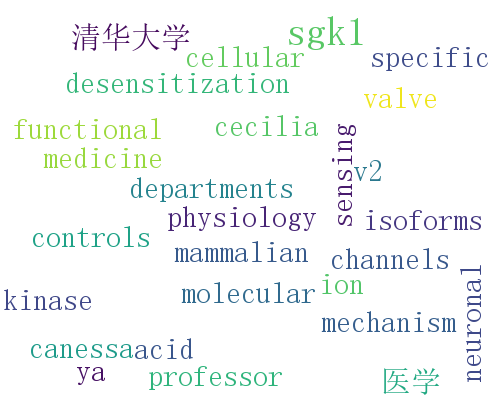 清华大学
sgk1
cellular
specific
desensitization
valve
functional
cecilia
medicine
sensing
v2
departments
physiology
isoforms
controls
mammalian
channels
kinase
molecular
ion
neuronal
mechanism
canessa
acid
ya
professor
医学